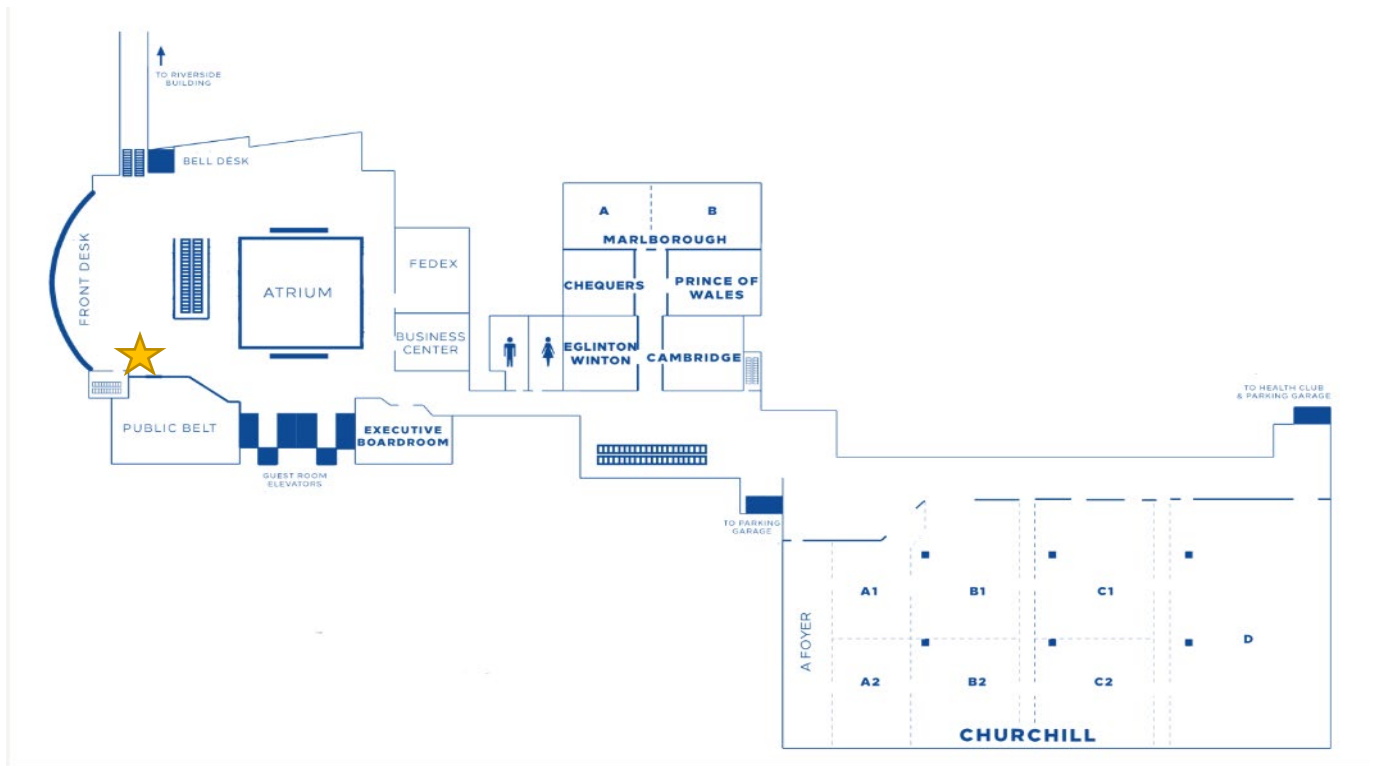 TO RIVERSIDE
BUILDING
BELL DESK
FRONT DESK
ATRIUM
FEDEX
BUSINESS
CENTER
A
B
MARLBOROUGH
CHEQUERS
PRINCE OF
WALES
EGLINTON
WINTON
CAMBRIDGE
PUBLIC BELT
GUEST ROOM
ELEVATORS
EXECUTIVE
BOARDROOM
TO HEALTH CLUB
& PARKING GARAGE
TO PARKING
GARAGE
A FOYER
A1
B1
C1
D
A2
B2
C2
CHURCHILL